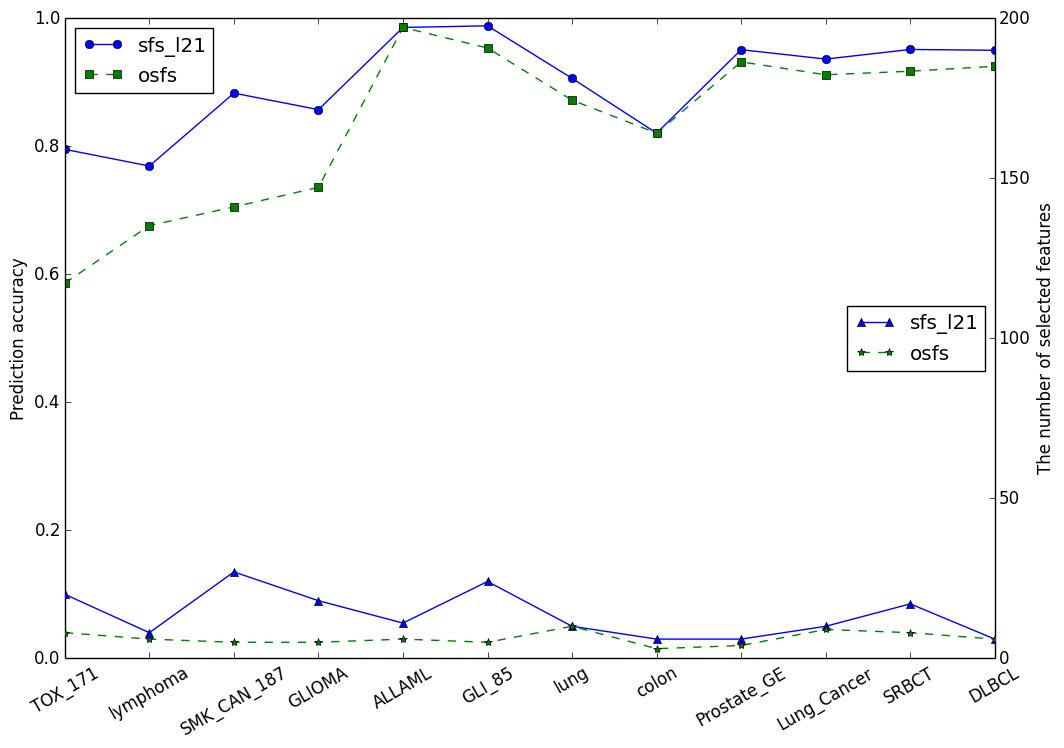 1.0
0.8
0.6
0.4
0.2
0.0
Prediction accuracy
sfs_l21
osfs
200
150
100
50
0
The number of selected features
sfs_l21
osfs
TOX_171
lymphoma
SMK_CAN_187
GLIOMA
ALLAML
GLI_85
lung
colon
Prostate_GE
Lung_Cancer
SRBCT
DLBCL